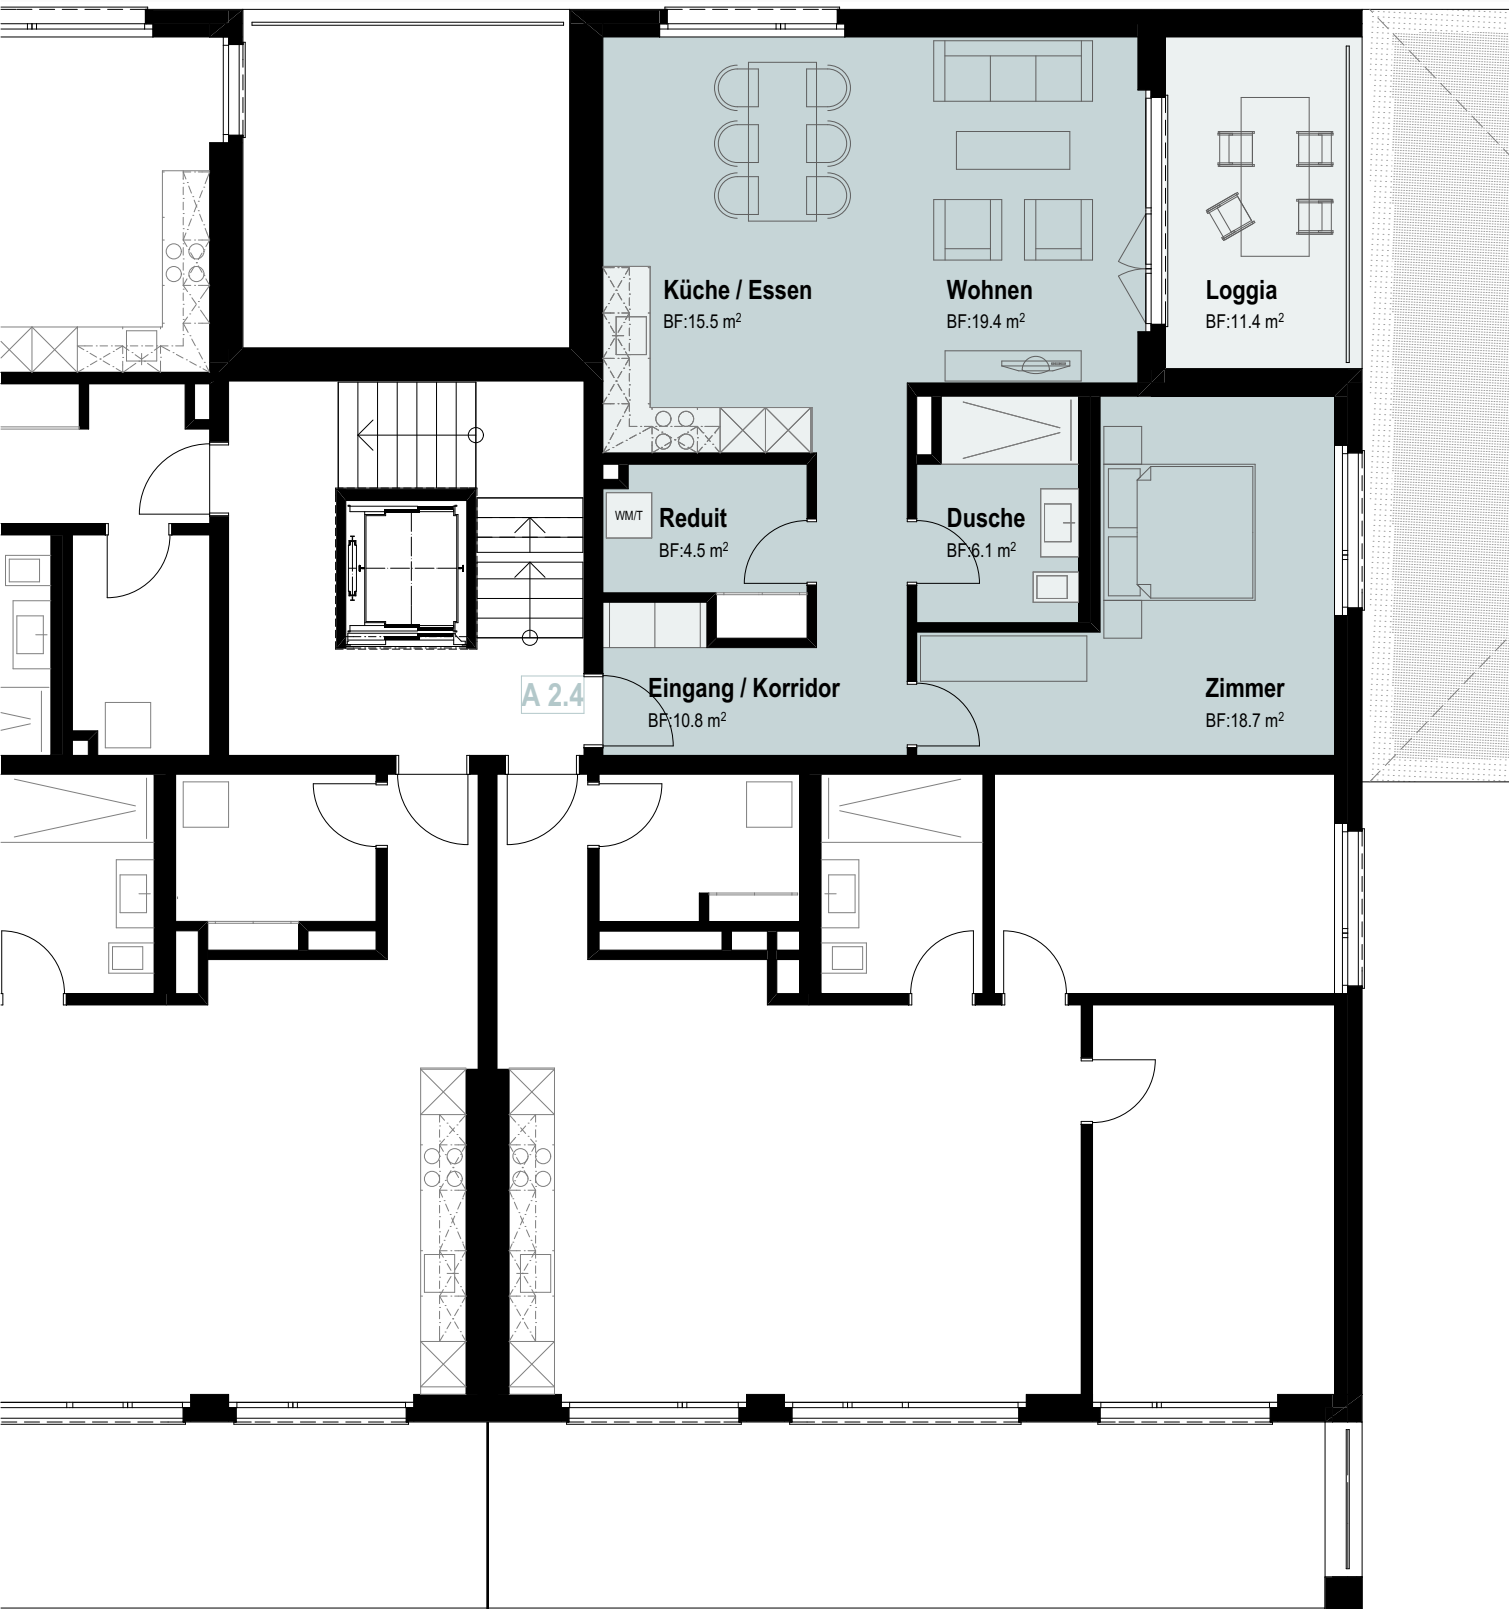 Küche / Essen
BF:15.5 m²
Wohnen
BF:19.4 m²
Loggia
BF:11.4 m²
WM/T
Reduit
BF:4.5 m²
Dusche
BF:6.1 m²
A 2.4
Eingang / Korridor
BF:10.8 m²
Zimmer
BF:18.7 m²